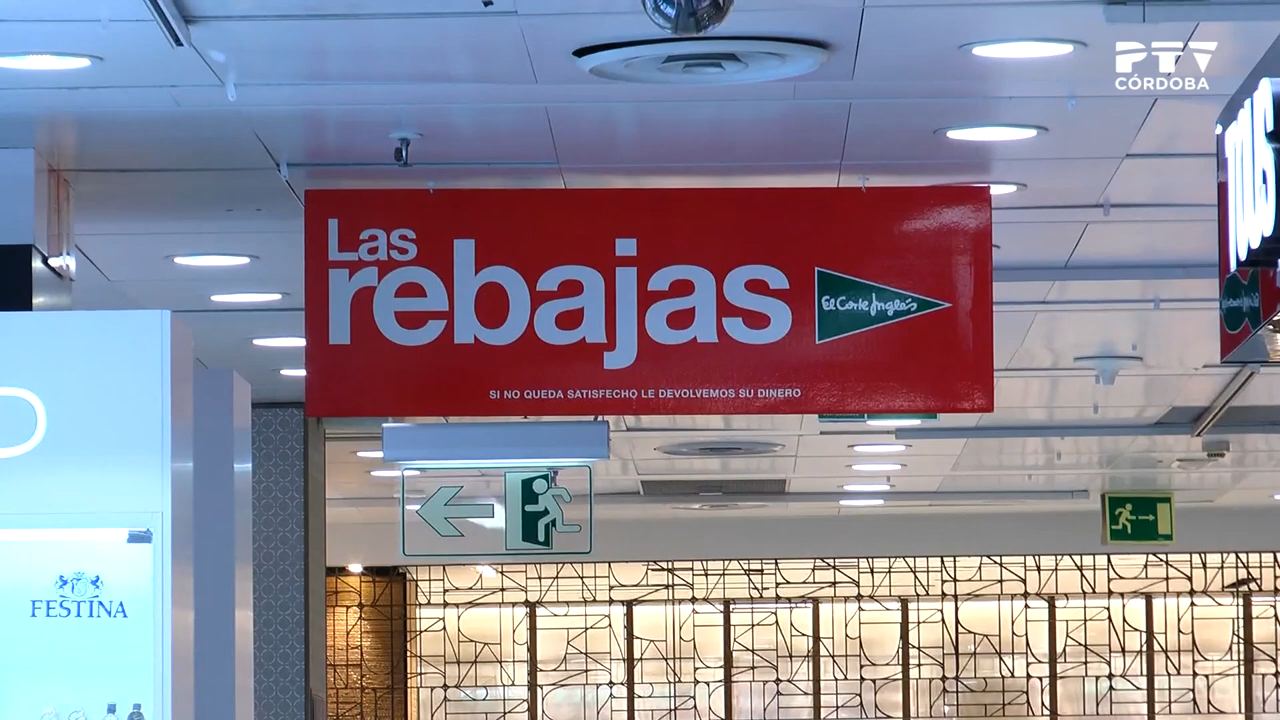 PTV
CÓRDOBA
Las
rebajas
El Corte Inglés
SI NO QUEDA SATISFECHO LE DEVOLVEMOS SU DINERO
FESTINA